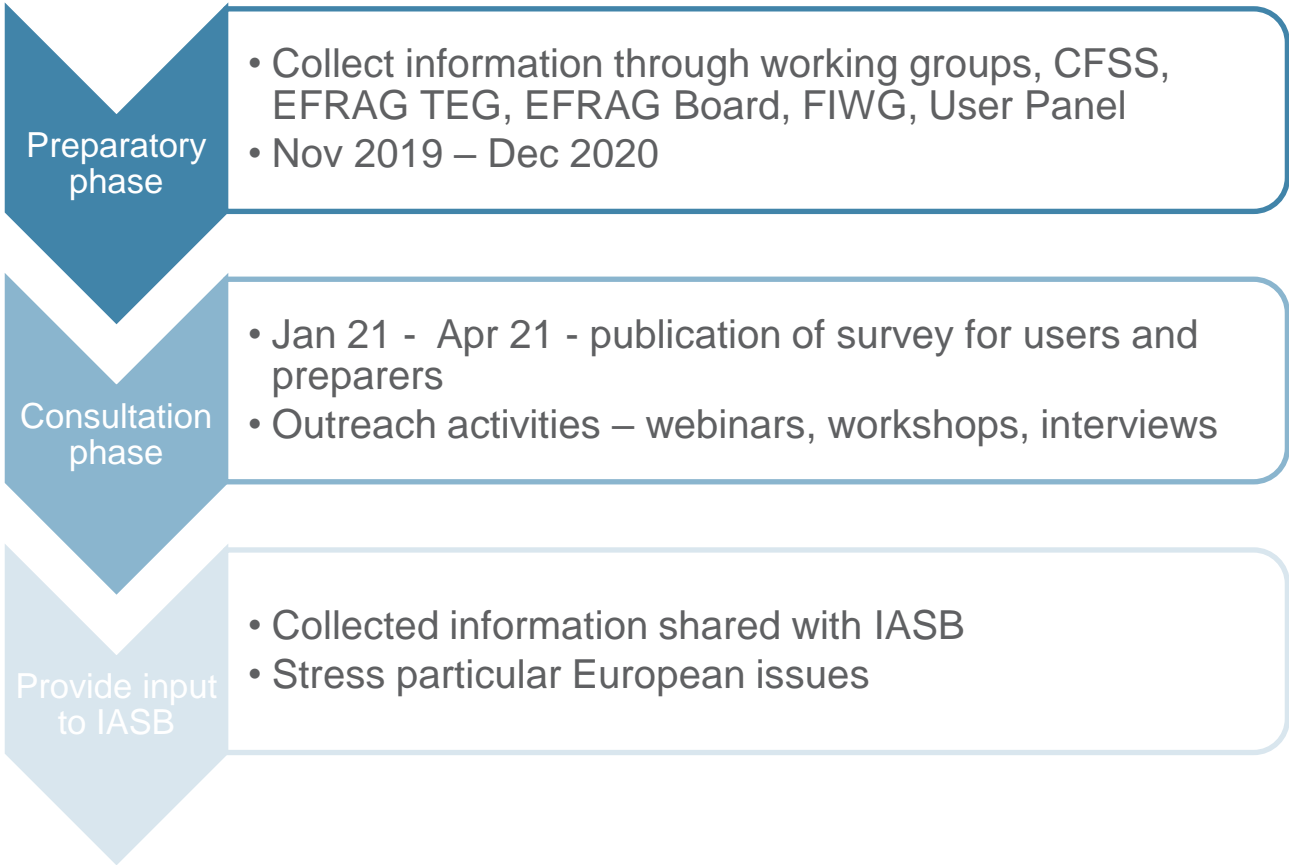 Preparatory
phase
• Collect information through working groups, CFSS,
EFRAG TEG, EFRAG Board, FIWG, User Panel
• Nov 2019 – Dec 2020
Consultation
phase
• Jan 21 -  Apr 21 - publication of survey for users and
preparers
• Outreach activities – webinars, workshops, interviews
Provide input
to IASB
• Collected information shared with IASB
• Stress particular European issues